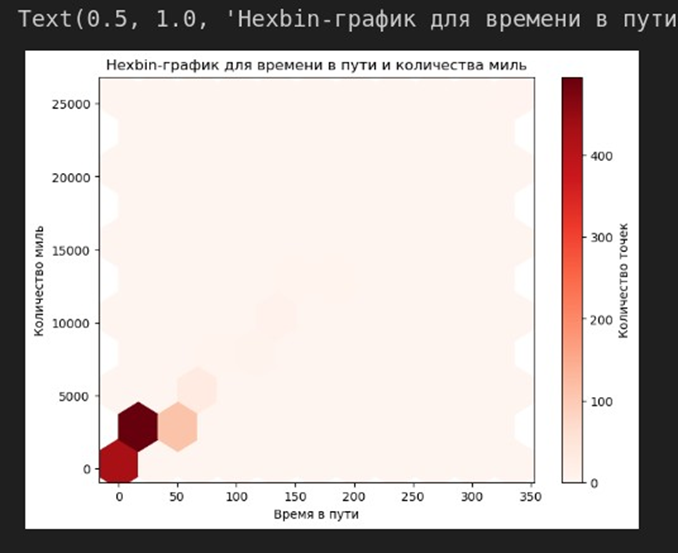 Text(0.5, 1.0, 'Hexbin-график для времени в пути
Hexbin-график для времени в пути и количества миль
25000
20000
15000
10000
5000
0
Количество миль
0 50 100 150 200 250 300 350
Время в пути
400
300
200
100
0
Количество точек